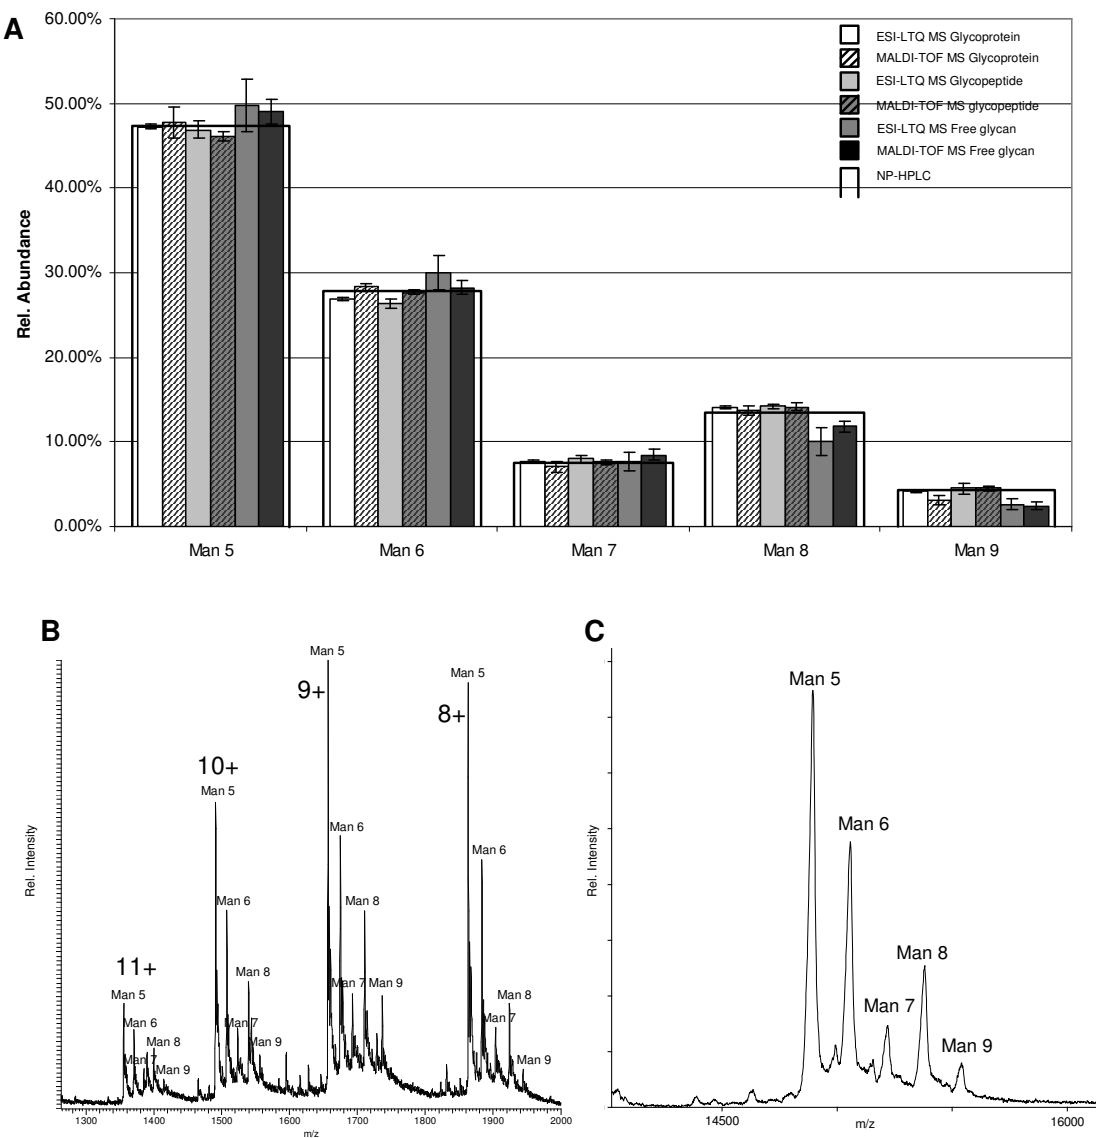 A
60.00%
50.00%
40.00%
30.00%
20.00%
10.00%
0.00%
Rel. Abundance
ESI-LTQ MS Glycoprotein
MALDI-TOF MS Glycoprotein
ESI-LTQ MS Glycopeptide
MALDI-TOF MS glycopeptide
ESI-LTQ MS Free glycan
MALDI-TOF MS Free glycan
NP-HPLC
Man 5 Man 6 Man 7 Man 8 Man 9
B
Rel. Intensity
11+
Man 5
Man 6
Man 7
Man 8
Man 9
10+
Man 5
Man 6
Man 7
Man 8
Man 9
9+
Man 5
Man 6
Man 7
Man 8
Man 9
8+
Man 5
Man 6
Man 7
Man 8
Man 9
1300 1400 1500 1600 1700 1800 1900 2000
m/z
C
Rel. Intensity
Man 5
Man 6
Man 7
Man 8
Man 9
14500 16000
m/z